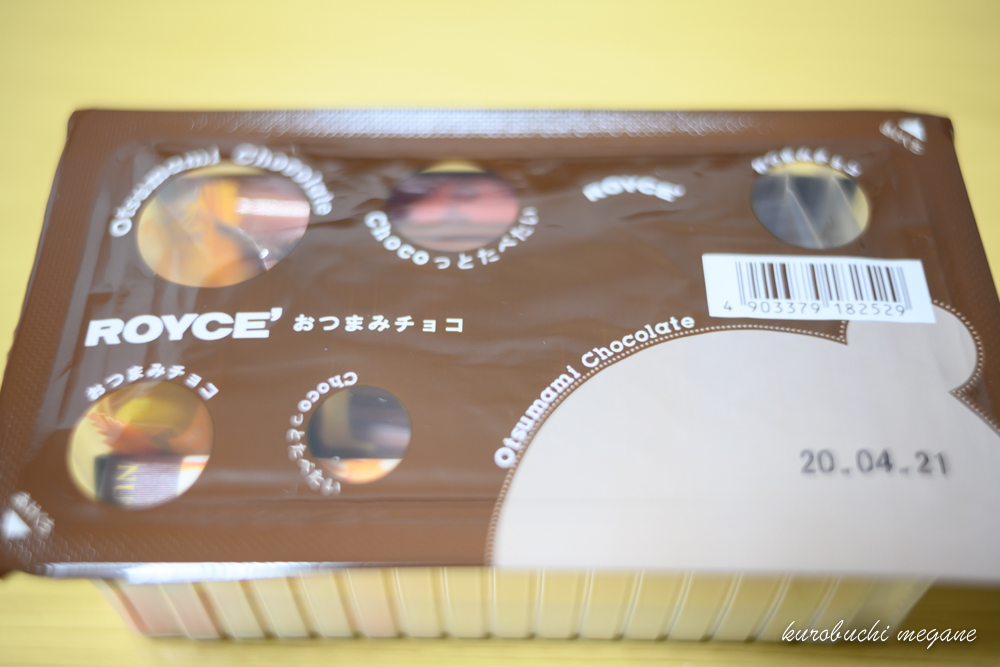 Otsumami Chocolate
Chocoっとたべたい
ROYCE'
ROYCE' おつまみチョコ
4 903379 182529
おつまみチョコ
Chocoっとたべたい
Otsumami Chocolate
20.04.21
kurobuchi megane